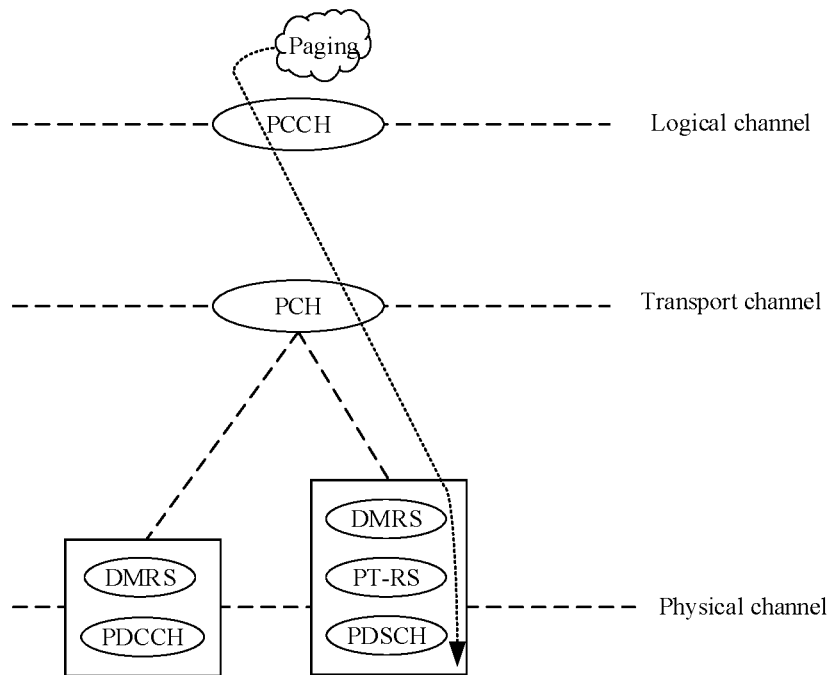 Paging
PCCH
Logical channel
PCH
Transport channel
DMRS
DMRS
PT-RS
Physical channel
PDCCH
PDSCH